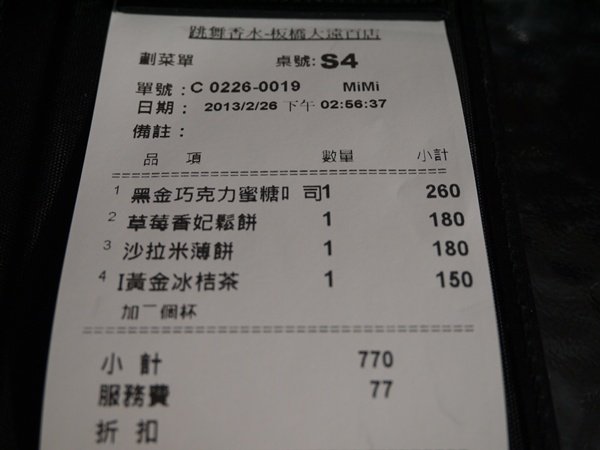 跳舞香水-板橋大遠百店
劃菜單 桌號: S4
單號: C 0226-0019 MiMi
日期: 2013/2/26 下午 02:56:37
備註:
品 項 數量 小計
1 黑金巧克力蜜糖吐司 1 260
2 草莓香妃鬆餅 1 180
3 沙拉米薄餅 1 180
4 I黃金冰桔茶 1 150
加二個杯
小 計 770
服務費 77
折 扣